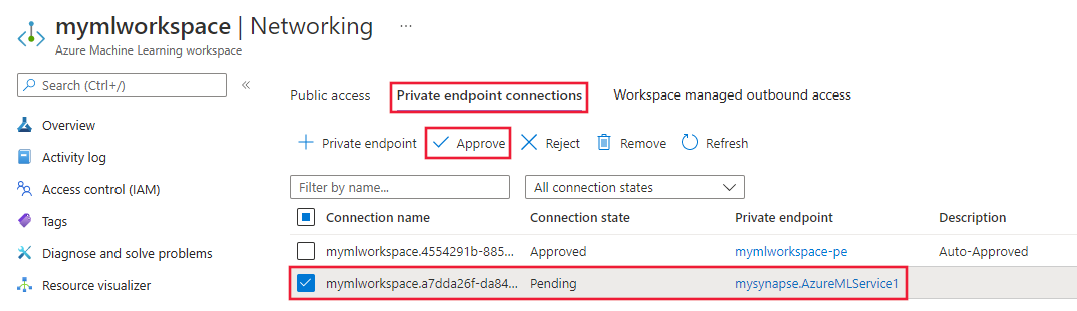 mymlworkspace | Networking ...
Azure Machine Learning workspace
Search (Ctrl+/) «
Overview
Activity log
Access control (IAM)
Tags
Diagnose and solve problems
Resource visualizer
Public access Private endpoint connections Workspace managed outbound access
Private endpoint Approve Reject Remove Refresh
Filter by name... All connection states
Connection name Connection state Private endpoint Description
mymlworkspace.4554291b-885... Approved mymlworkspace-pe Auto-Approved
mymlworkspace.a7dda26f-da84... Pending mysynapse.AzureMLService1